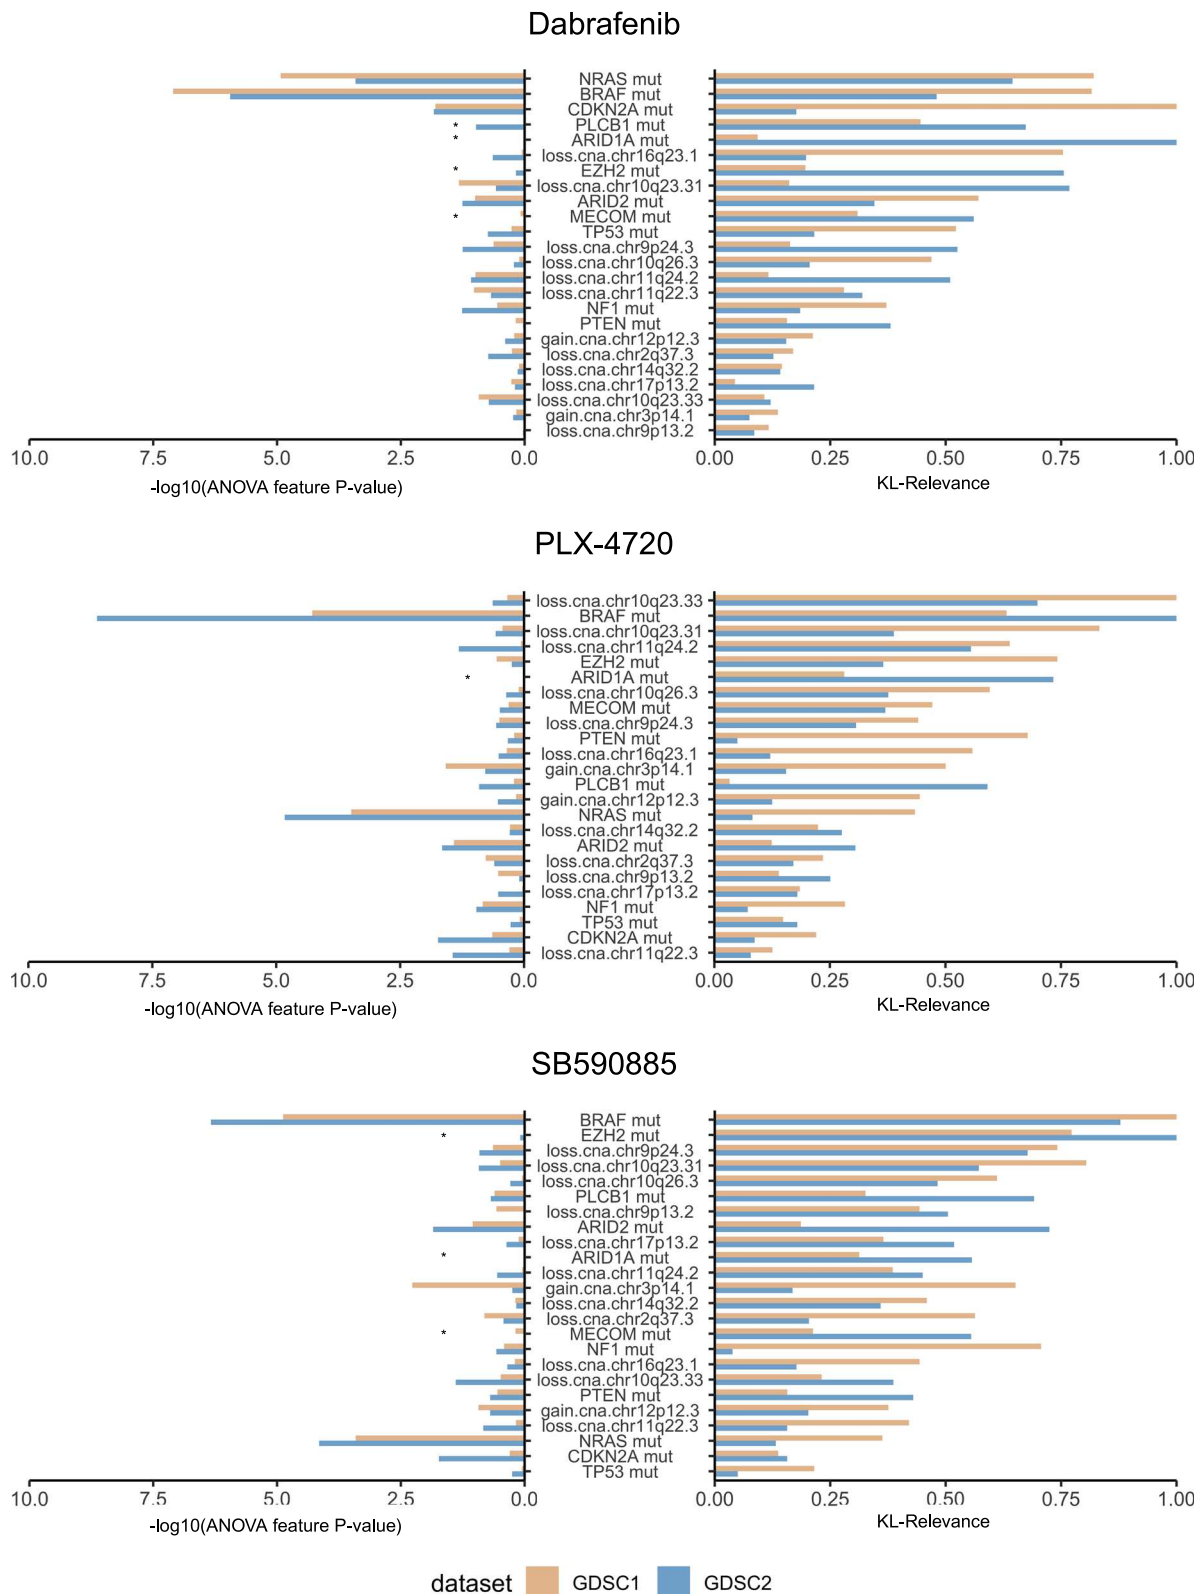 Dabrafenib
NRAS mut
BRAF mut
CDKN2A mut
* PLCB1 mut
* ARID1A mut
loss.cna.chr16q23.1
* EZH2 mut
loss.cna.chr10q23.31
ARID2 mut
* MECOM mut
TP53 mut
loss.cna.chr9p24.3
loss.cna.chr10q26.3
loss.cna.chr11q24.2
loss.cna.chr11q22.3
NF1 mut
PTEN mut
gain.cna.chr12p12.3
loss.cna.chr2q37.3
loss.cna.chr14q32.2
loss.cna.chr17p13.2
loss.cna.chr10q23.33
gain.cna.chr3p14.1
loss.cna.chr9p13.2
10.0 7.5 5.0 2.5 0.0 0.00 0.25 0.50 0.75 1.00
-log10(ANOVA feature P-value) KL-Relevance
PLX-4720
loss.cna.chr10q23.33
BRAF mut
loss.cna.chr10q23.31
loss.cna.chr11q24.2
EZH2 mut
* ARID1A mut
loss.cna.chr10q26.3
MECOM mut
loss.cna.chr9p24.3
PTEN mut
loss.cna.chr16q23.1
gain.cna.chr3p14.1
PLCB1 mut
gain.cna.chr12p12.3
NRAS mut
loss.cna.chr14q32.2
ARID2 mut
loss.cna.chr2q37.3
loss.cna.chr9p13.2
loss.cna.chr17p13.2
NF1 mut
TP53 mut
CDKN2A mut
loss.cna.chr11q22.3
10.0 7.5 5.0 2.5 0.0 0.00 0.25 0.50 0.75 1.00
-log10(ANOVA feature P-value) KL-Relevance
SB590885
BRAF mut
* EZH2 mut
loss.cna.chr9p24.3
loss.cna.chr10q23.31
loss.cna.chr10q26.3
PLCB1 mut
loss.cna.chr9p13.2
ARID2 mut
loss.cna.chr17p13.2
* ARID1A mut
loss.cna.chr11q24.2
gain.cna.chr3p14.1
loss.cna.chr14q32.2
loss.cna.chr2q37.3
* MECOM mut
NF1 mut
loss.cna.chr16q23.1
loss.cna.chr10q23.33
PTEN mut
gain.cna.chr12p12.3
loss.cna.chr11q22.3
NRAS mut
CDKN2A mut
TP53 mut
10.0 7.5 5.0 2.5 0.0 0.00 0.25 0.50 0.75 1.00
-log10(ANOVA feature P-value) KL-Relevance
dataset GDSC1 GDSC2